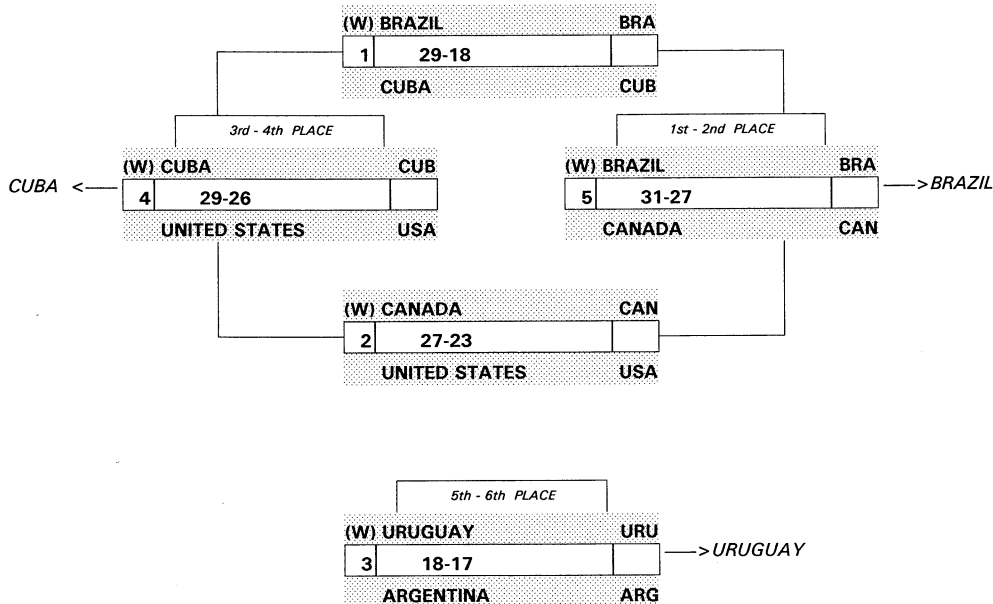 (W) BRAZIL BRA
1 29-18
CUBA CUB
3rd - 4th PLACE
(W) CUBA CUB
CUBA <
4 29-26
UNITED STATES USA
1st - 2nd PLACE
(W) BRAZIL BRA
5 31-27
>BRAZIL
CANADA CAN
(W) CANADA CAN
2 27-23
UNITED STATES USA
5th - 6th PLACE
(W) URUGUAY URU
3 18-17
>URUGUAY
ARGENTINA ARG